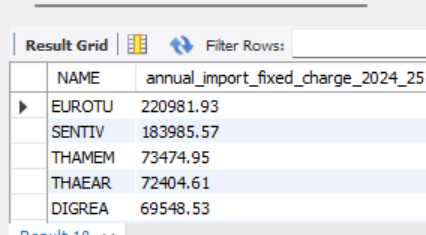 Result Grid Filter Rows:
NAME annual_import_fixed_charge_2024_25
EUROTU 220981.93
SENTIV 183985.57
THAMEM 73474.95
THAEAR 72404.61
DIGREA 69548.53